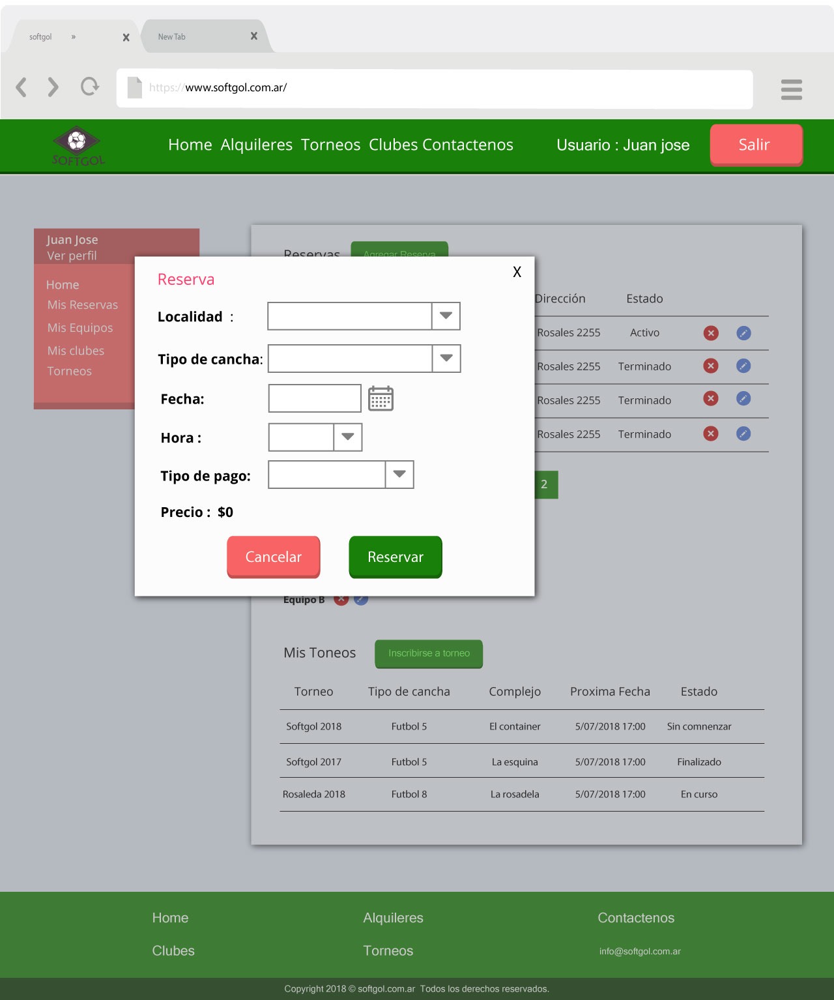 softgol » X New Tab X
https://www.softgol.com.ar/
SOFTGOL Home Alquileres Torneos Clubes Contactenos Usuario : Juan jose Salir
Juan Jose
Ver perfil
Home
Mis Reservas
Mis Equipos
Mis clubes
Torneos
Reservas Agregar Reserva
Dirección Estado
Rosales 2255 Activo
Rosales 2255 Terminado
Rosales 2255 Terminado
Rosales 2255 Terminado
2
Reserva X
Localidad :
Tipo de cancha:
Fecha:
Hora :
Tipo de pago:
Precio : $0
Cancelar Reservar
Equipo B
Mis Toneos Inscribirse a torneo
Torneo Tipo de cancha Complejo Proxima Fecha Estado
Softgol 2018 Futbol 5 El container 5/07/2018 17:00 Sin comnenzar
Softgol 2017 Futbol 5 La esquina 5/07/2018 17:00 Finalizado
Rosaleda 2018 Futbol 8 La rosadela 5/07/2018 17:00 En curso
Home Alquileres Contactenos
Clubes Torneos info@softgol.com.ar
Copyright 2018 © softgol.com.ar Todos los derechos reservados.